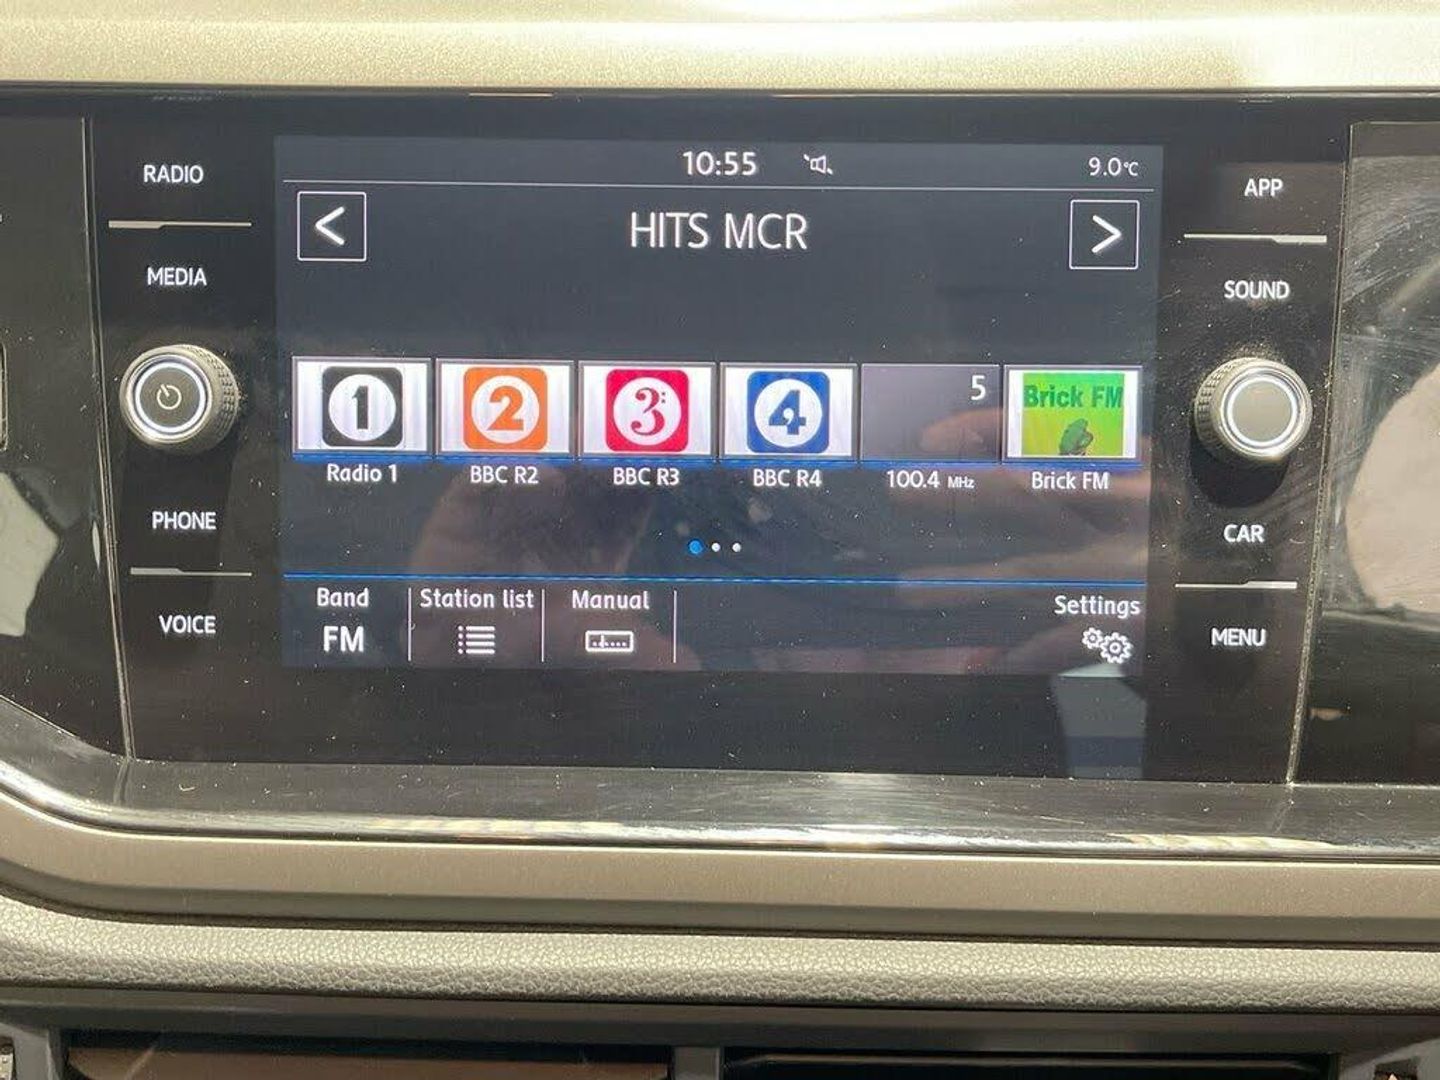 10:55
9.0°C
RADIO
APP
< HITS MCR >
MEDIA
SOUND
1
2
3:
4
5
Brick FM
Radio 1
BBC R2
BBC R3
BBC R4
100.4 MHz
Brick FM
PHONE
CAR
Band
Station list
Manual
Settings
FM
VOICE
MENU